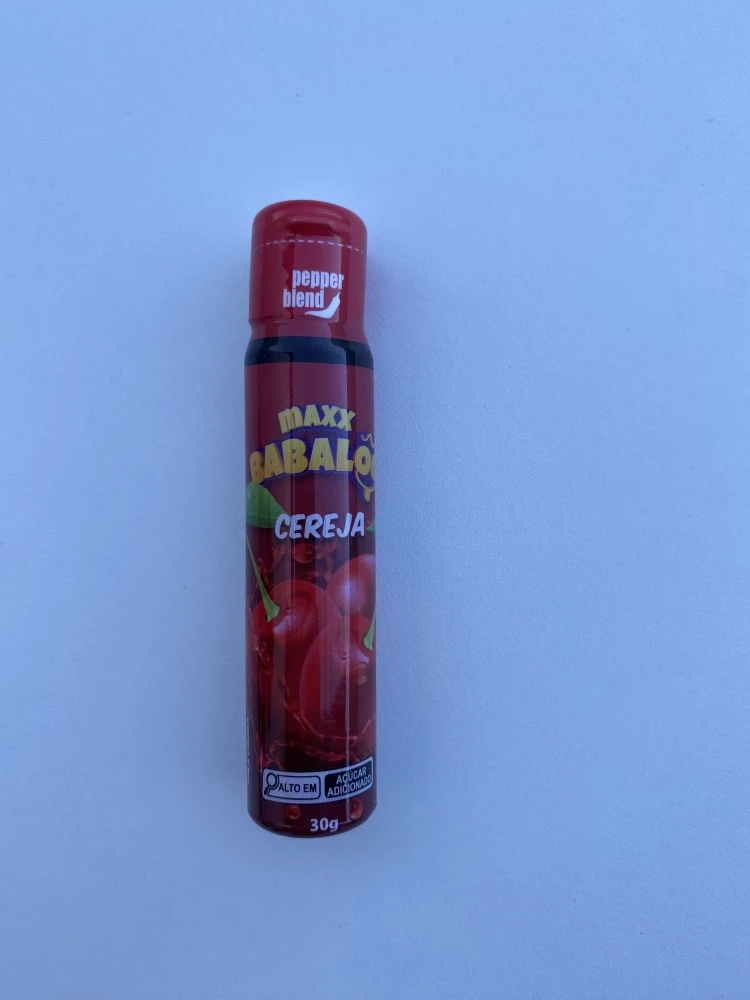 pepper
blend
MAXX
BABALOO
CEREJA
ALTO EM
AÇÚCAR
ADICIONADO
30g